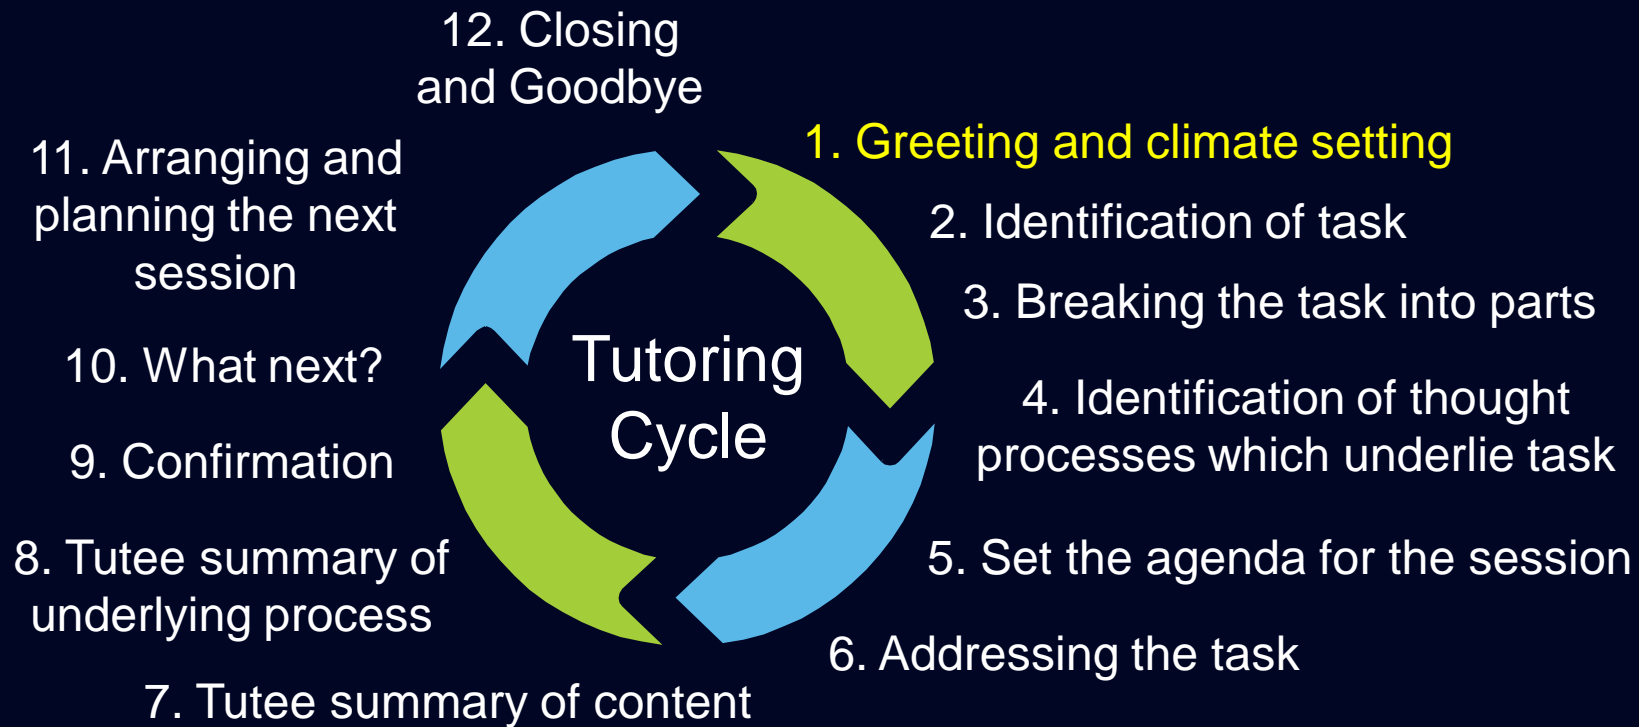 12. Closing
and Goodbye
1. Greeting and climate setting
2. Identification of task
3. Breaking the task into parts
4. Identification of thought
processes which underlie task
5. Set the agenda for the session
6. Addressing the task
7. Tutee summary of content
8. Tutee summary of
underlying process
9. Confirmation
10. What next?
11. Arranging and
planning the next
session
Tutoring
Cycle